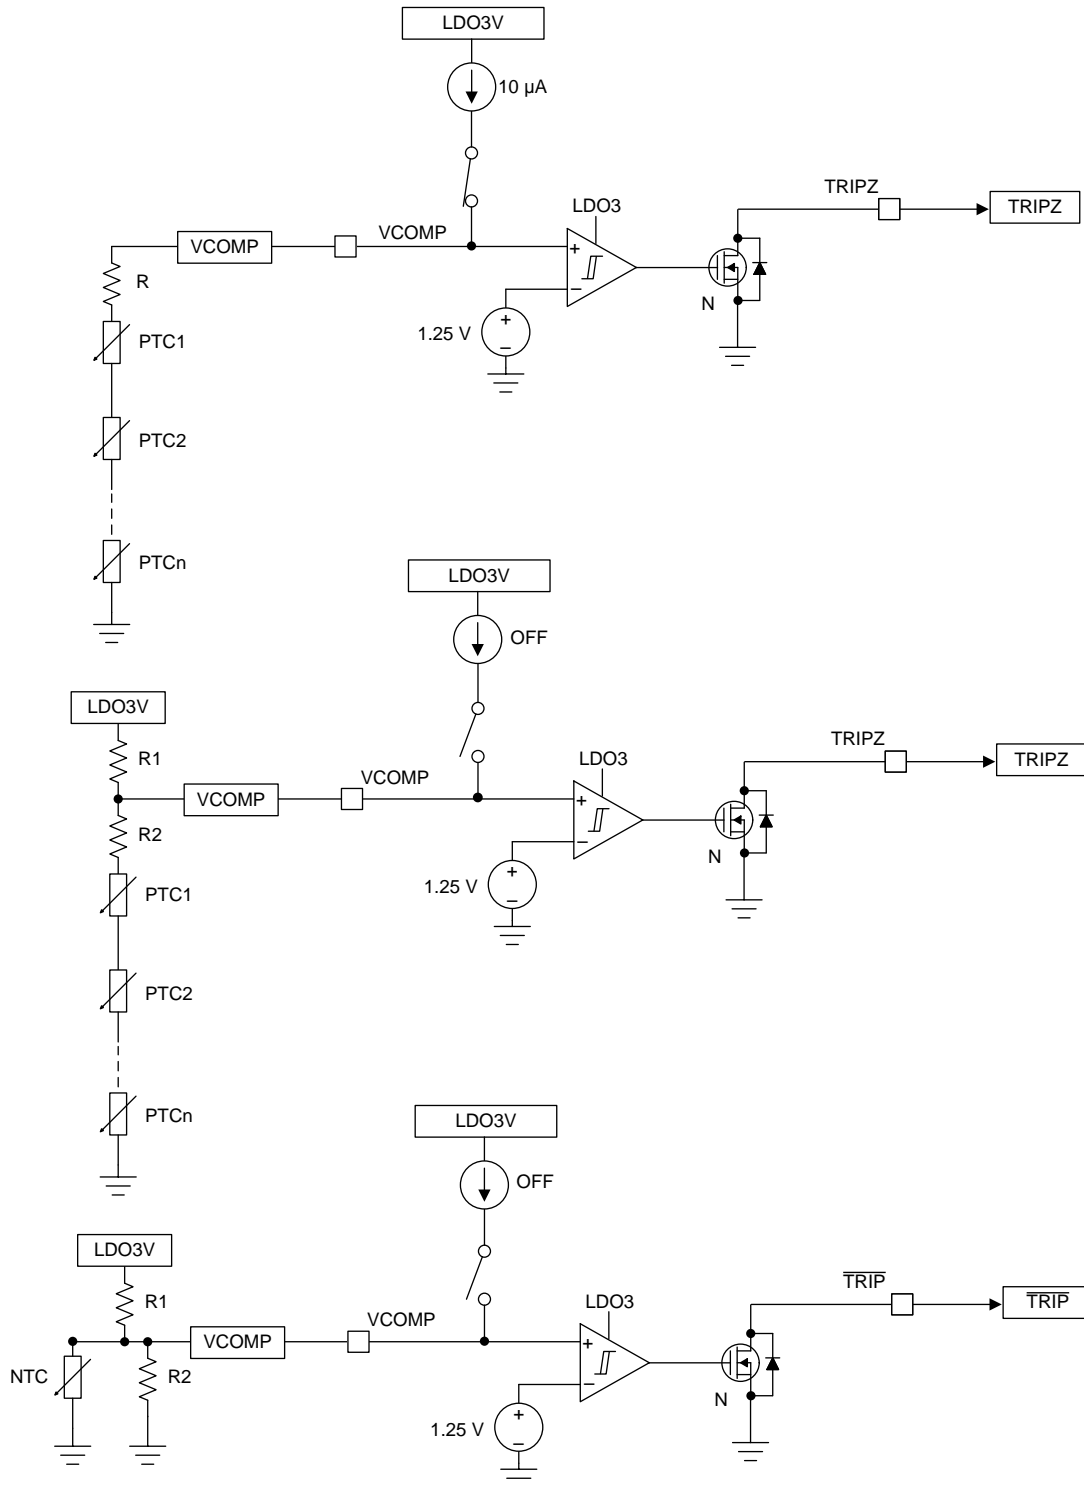 LDO3V
10 µA
TRIPZ
LDO3
TRIPZ
VCOMP
VCOMP
+
R
−
N
+
1.25 V
−
PTC1
PTC2
PTCn
LDO3V
OFF
LDO3V
TRIPZ
R1
LDO3
TRIPZ
VCOMP
VCOMP
+
R2
−
N
+
1.25 V
−
PTC1
PTC2
PTCn
LDO3V
OFF
LDO3V
T̅R̅I̅P̅
R1
LDO3
T̅R̅I̅P̅
VCOMP
VCOMP
+
NTC
R2
−
N
+
1.25 V
−